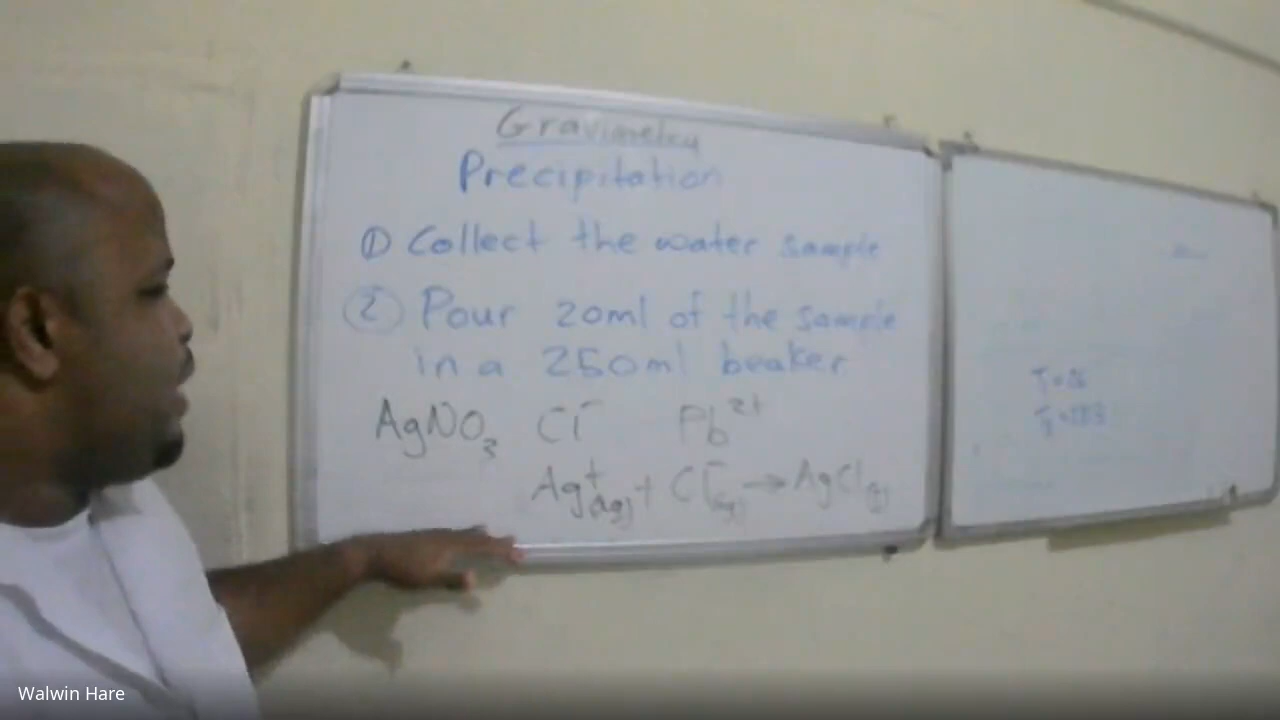 Gravimetry
Precipitation
① Collect the water sample
② Pour 20ml of the sample
in a 250ml beaker
AgNO₃ Cl⁻ Pb²⁺
Ag⁺(aq) + Cl⁻(aq) → AgCl(s)
Walwin Hare